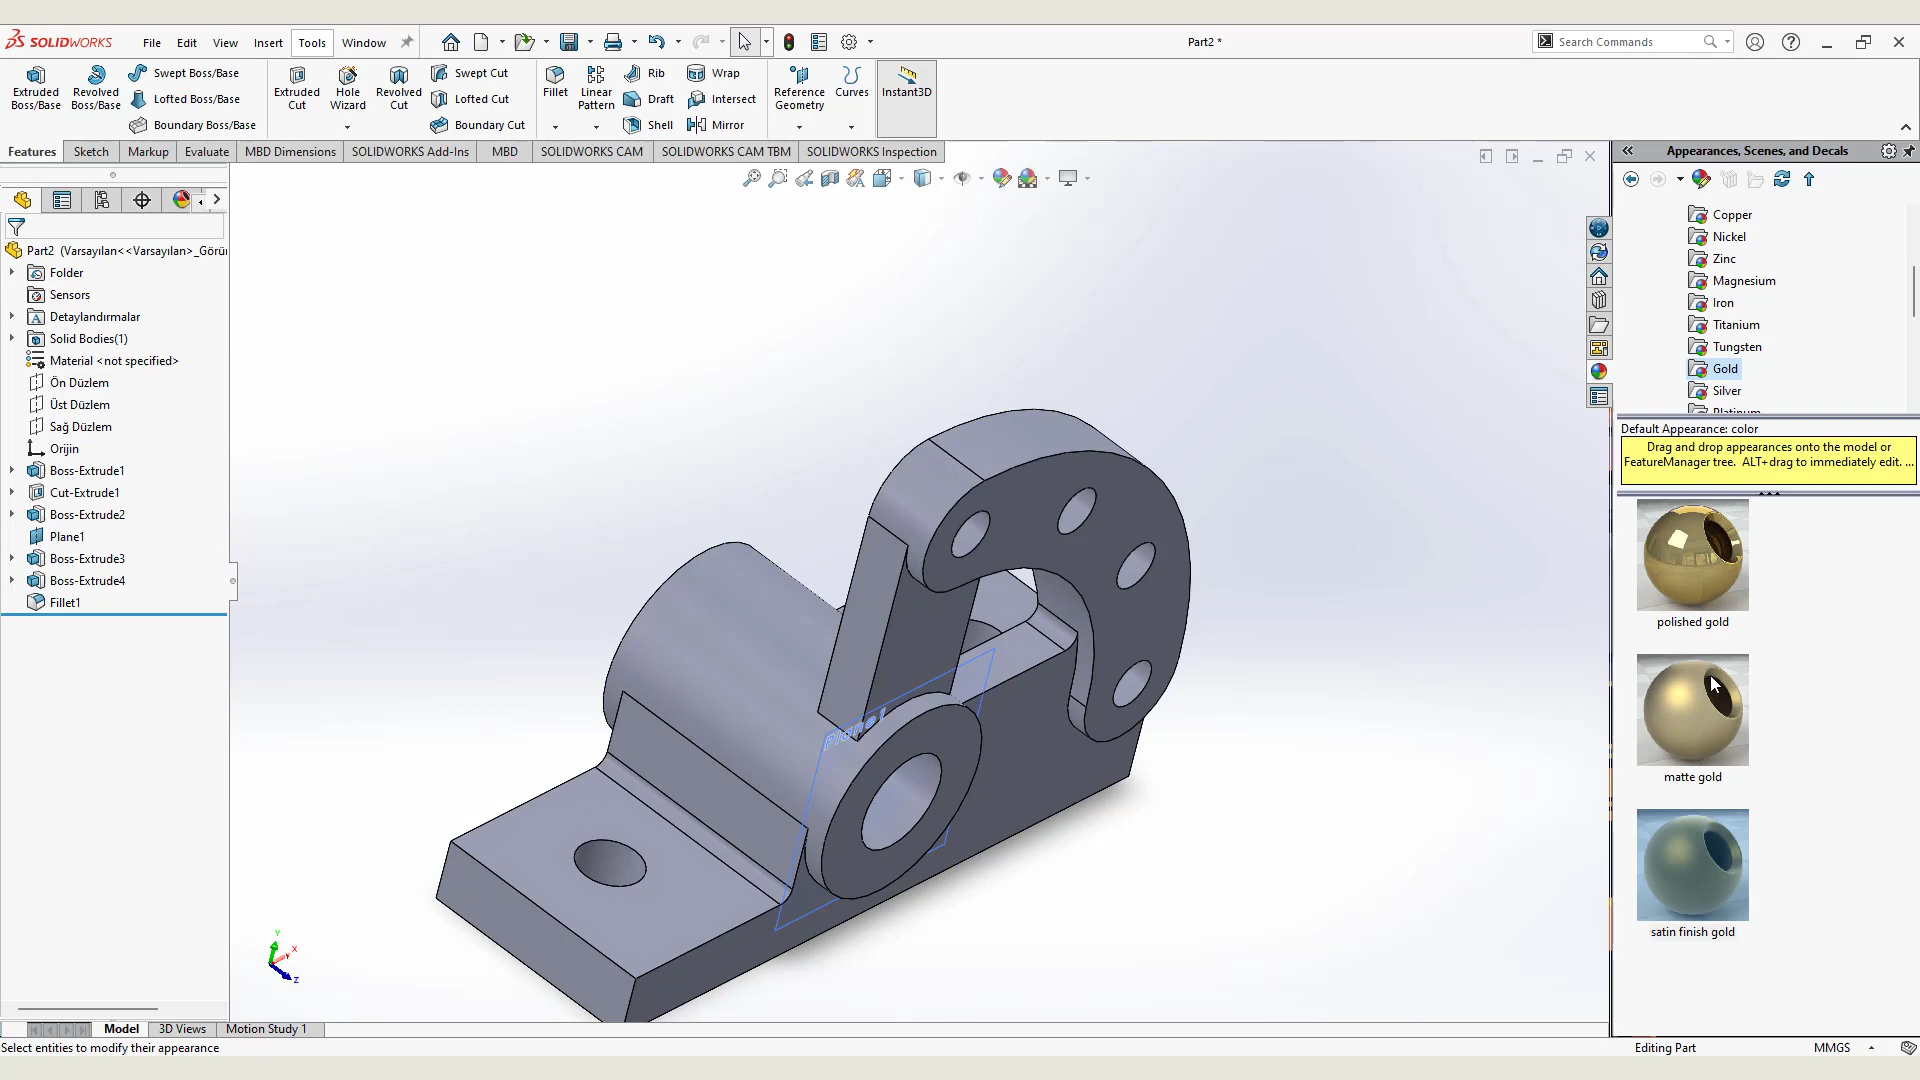 SOLIDWORKS
File
Edit
View
Insert
Tools
Window
Part2 *
Search Commands
Extruded Boss/Base
Revolved Boss/Base
Swept Boss/Base
Lofted Boss/Base
Boundary Boss/Base
Extruded Cut
Hole Wizard
Revolved Cut
Swept Cut
Lofted Cut
Boundary Cut
Fillet
Linear Pattern
Rib
Draft
Shell
Wrap
Intersect
Mirror
Reference Geometry
Curves
Instant3D
Features
Sketch
Markup
Evaluate
MBD Dimensions
SOLIDWORKS Add-Ins
MBD
SOLIDWORKS CAM
SOLIDWORKS CAM TBM
SOLIDWORKS Inspection
Part2 (Varsayılan<<Varsayılan>_Görü
Folder
Sensors
Detaylandırmalar
Solid Bodies(1)
Material <not specified>
Ön Düzlem
Üst Düzlem
Sağ Düzlem
Orijin
Boss-Extrude1
Cut-Extrude1
Boss-Extrude2
Plane1
Boss-Extrude3
Boss-Extrude4
Fillet1
Plane1
Y
X
Z
Appearances, Scenes, and Decals
Copper
Nickel
Zinc
Magnesium
Iron
Titanium
Tungsten
Gold
Silver
Platinum
Default Appearance: color
Drag and drop appearances onto the model or
FeatureManager tree. ALT+drag to immediately edit. ...
polished gold
matte gold
satin finish gold
Model
3D Views
Motion Study 1
Select entities to modify their appearance
Editing Part
MMGS